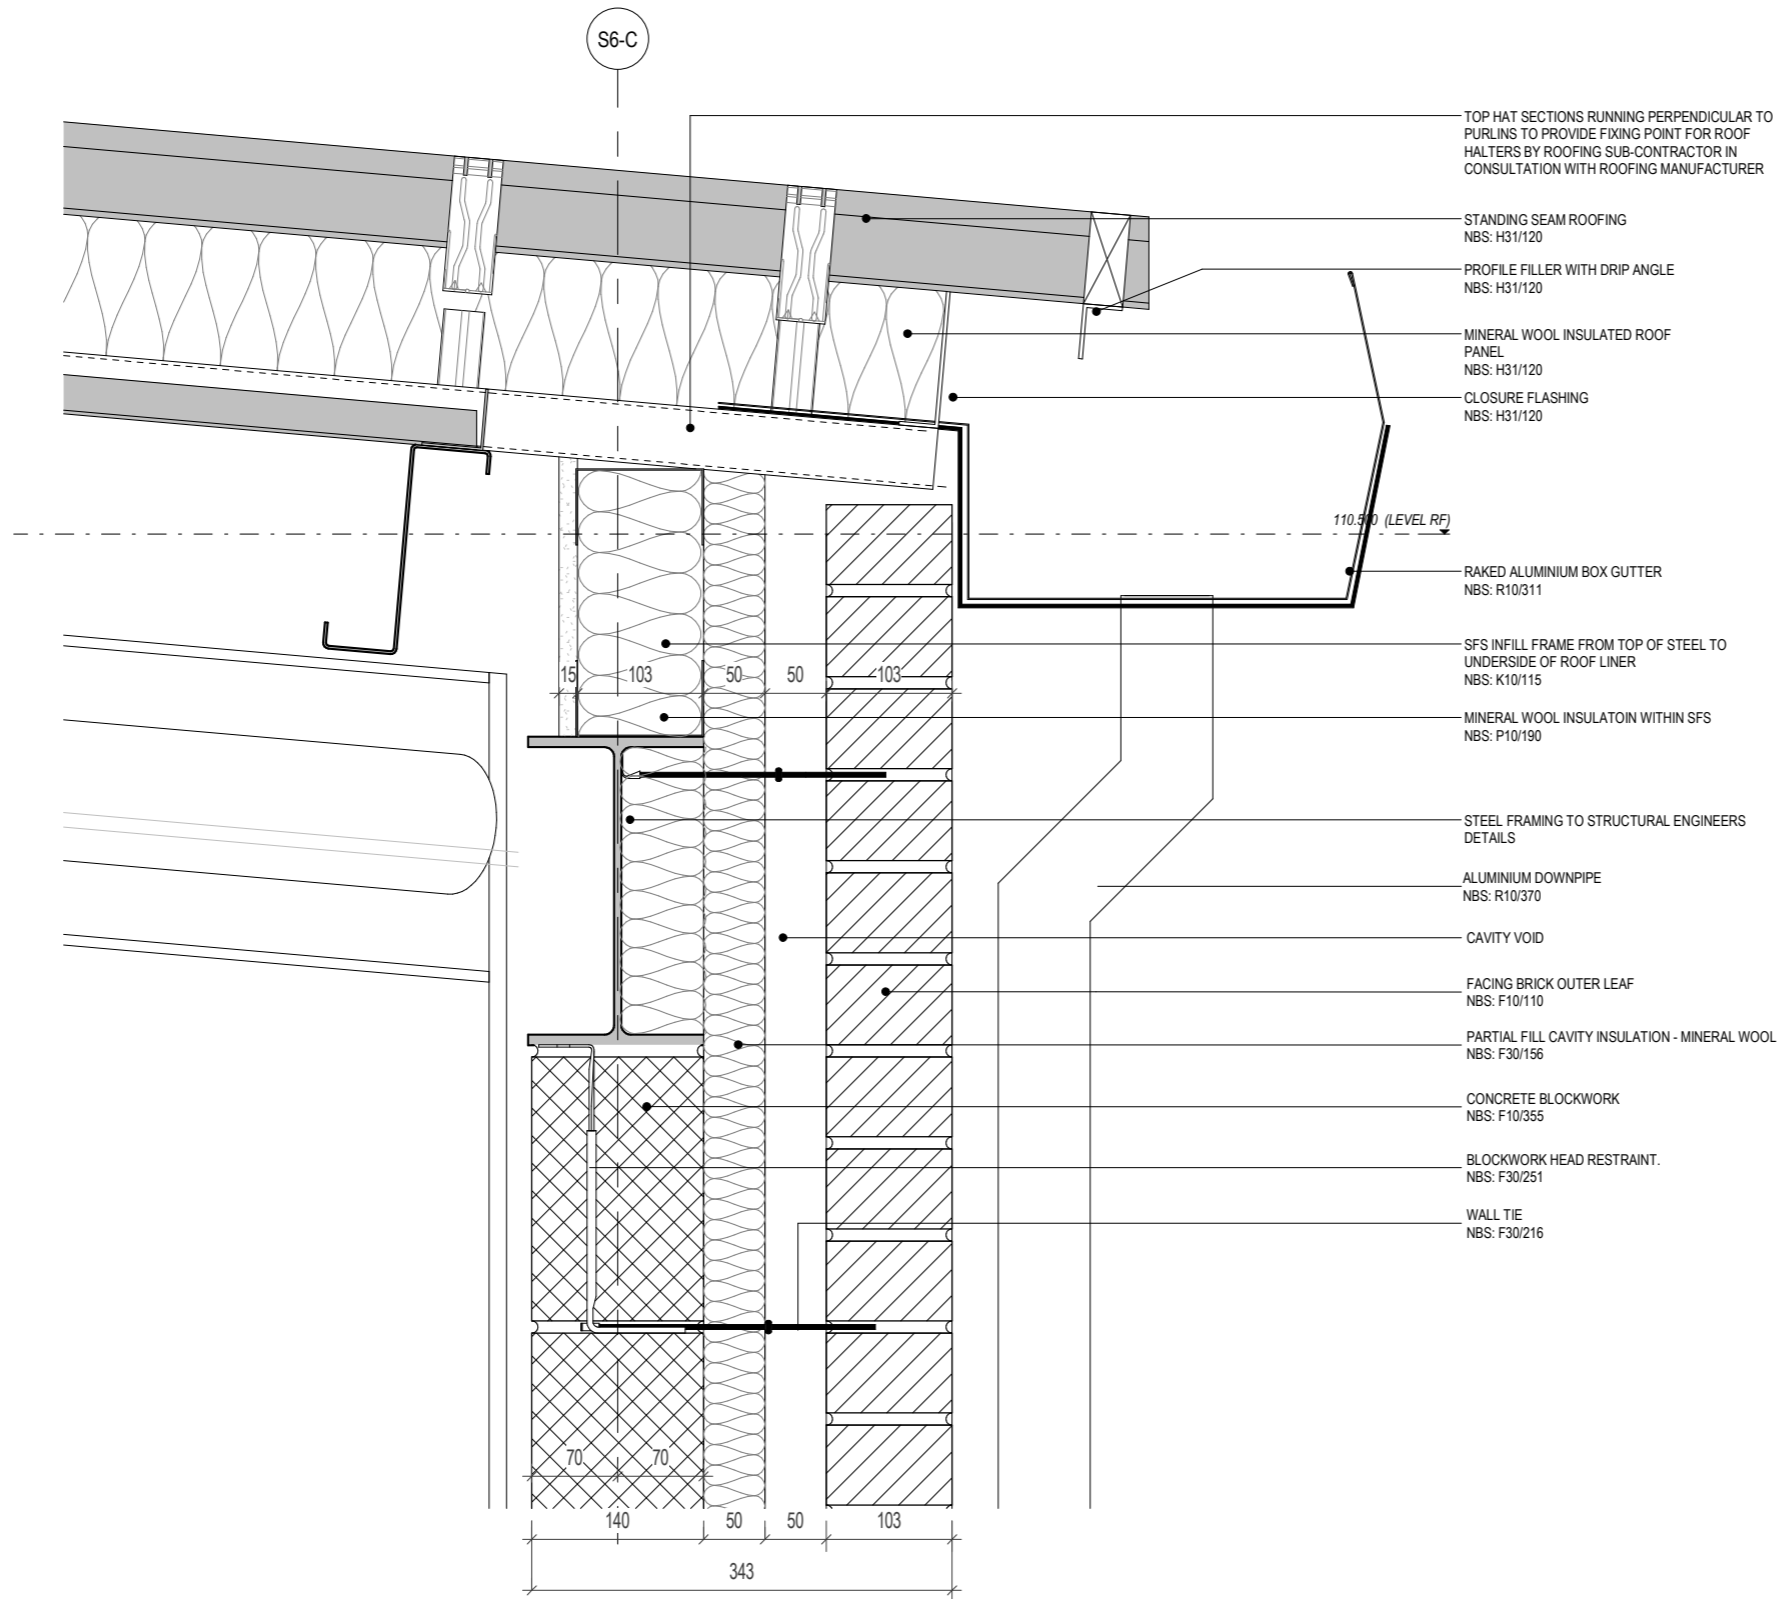 S6-C
TOP HAT SECTIONS RUNNING PERPENDICULAR TO
PURLINS TO PROVIDE FIXING POINT FOR ROOF
HALTERS BY ROOFING SUB-CONTRACTOR IN
CONSULTATION WITH ROOFING MANUFACTURER
STANDING SEAM ROOFING
NBS: H31/120
PROFILE FILLER WITH DRIP ANGLE
NBS: H31/120
MINERAL WOOL INSULATED ROOF
PANEL
NBS: H31/120
CLOSURE FLASHING
NBS: H31/120
110.500 (LEVEL RF)
RAKED ALUMINIUM BOX GUTTER
NBS: R10/311
SFS INFILL FRAME FROM TOP OF STEEL TO
UNDERSIDE OF ROOF LINER
NBS: K10/115
15 103 50 50 103
MINERAL WOOL INSULATOIN WITHIN SFS
NBS: P10/190
STEEL FRAMING TO STRUCTURAL ENGINEERS
DETAILS
ALUMINIUM DOWNPIPE
NBS: R10/370
CAVITY VOID
FACING BRICK OUTER LEAF
NBS: F10/110
PARTIAL FILL CAVITY INSULATION - MINERAL WOOL
NBS: F30/156
CONCRETE BLOCKWORK
NBS: F10/355
BLOCKWORK HEAD RESTRAINT.
NBS: F30/251
WALL TIE
NBS: F30/216
70 70
140 50 50 103
343